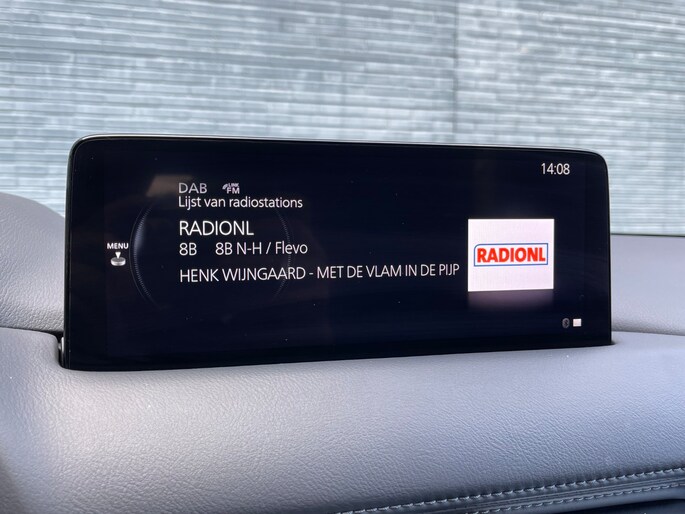 14:08
DAB LINK FM
Lijst van radiostations
RADIONL
MENU
8B 8B N-H / Flevo
HENK WIJNGAARD - MET DE VLAM IN DE PIJP
RADIONL